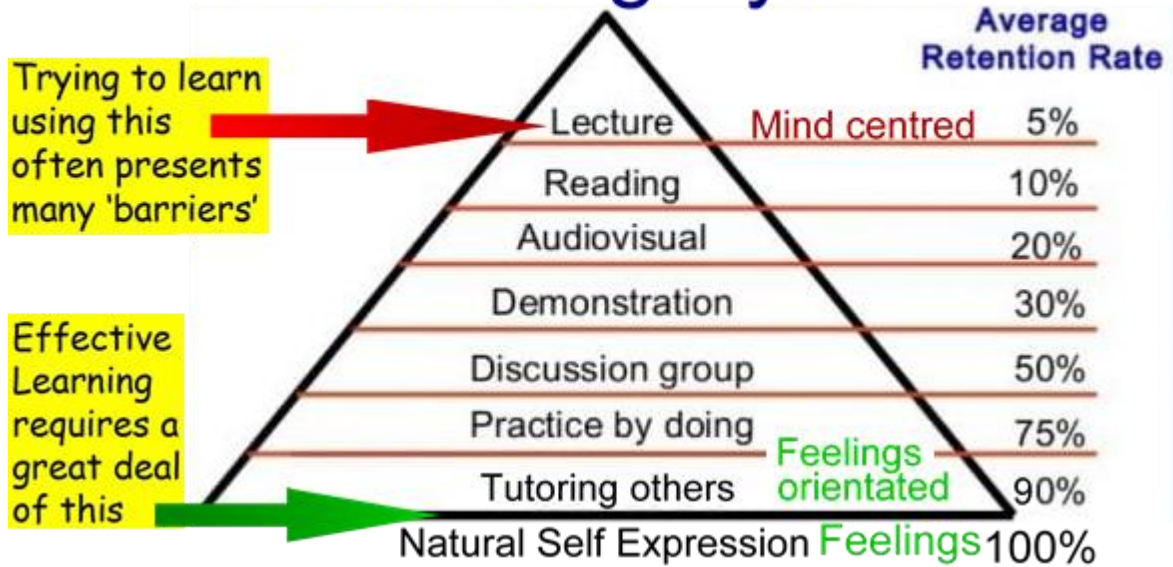 Average
Retention Rate
Trying to learn
using this
often presents
many 'barriers'
Lecture Mind centred 5%
Reading 10%
Audiovisual 20%
Demonstration 30%
Effective
Learning
requires a
great deal
of this
Discussion group 50%
Practice by doing 75%
Feelings
orientated
Tutoring others 90%
Natural Self Expression Feelings 100%